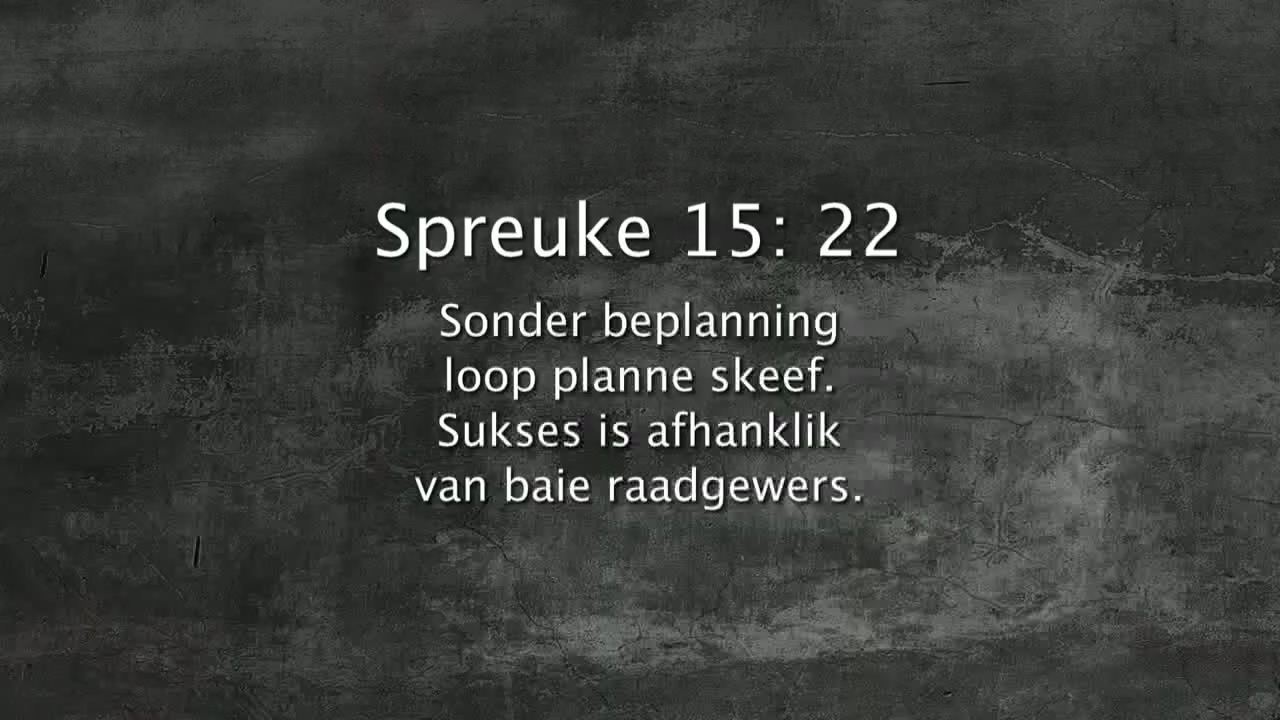 Spreuke 15: 22
Sonder beplanning
loop planne skeef.
Sukses is afhanklik
van baie raadgewers.